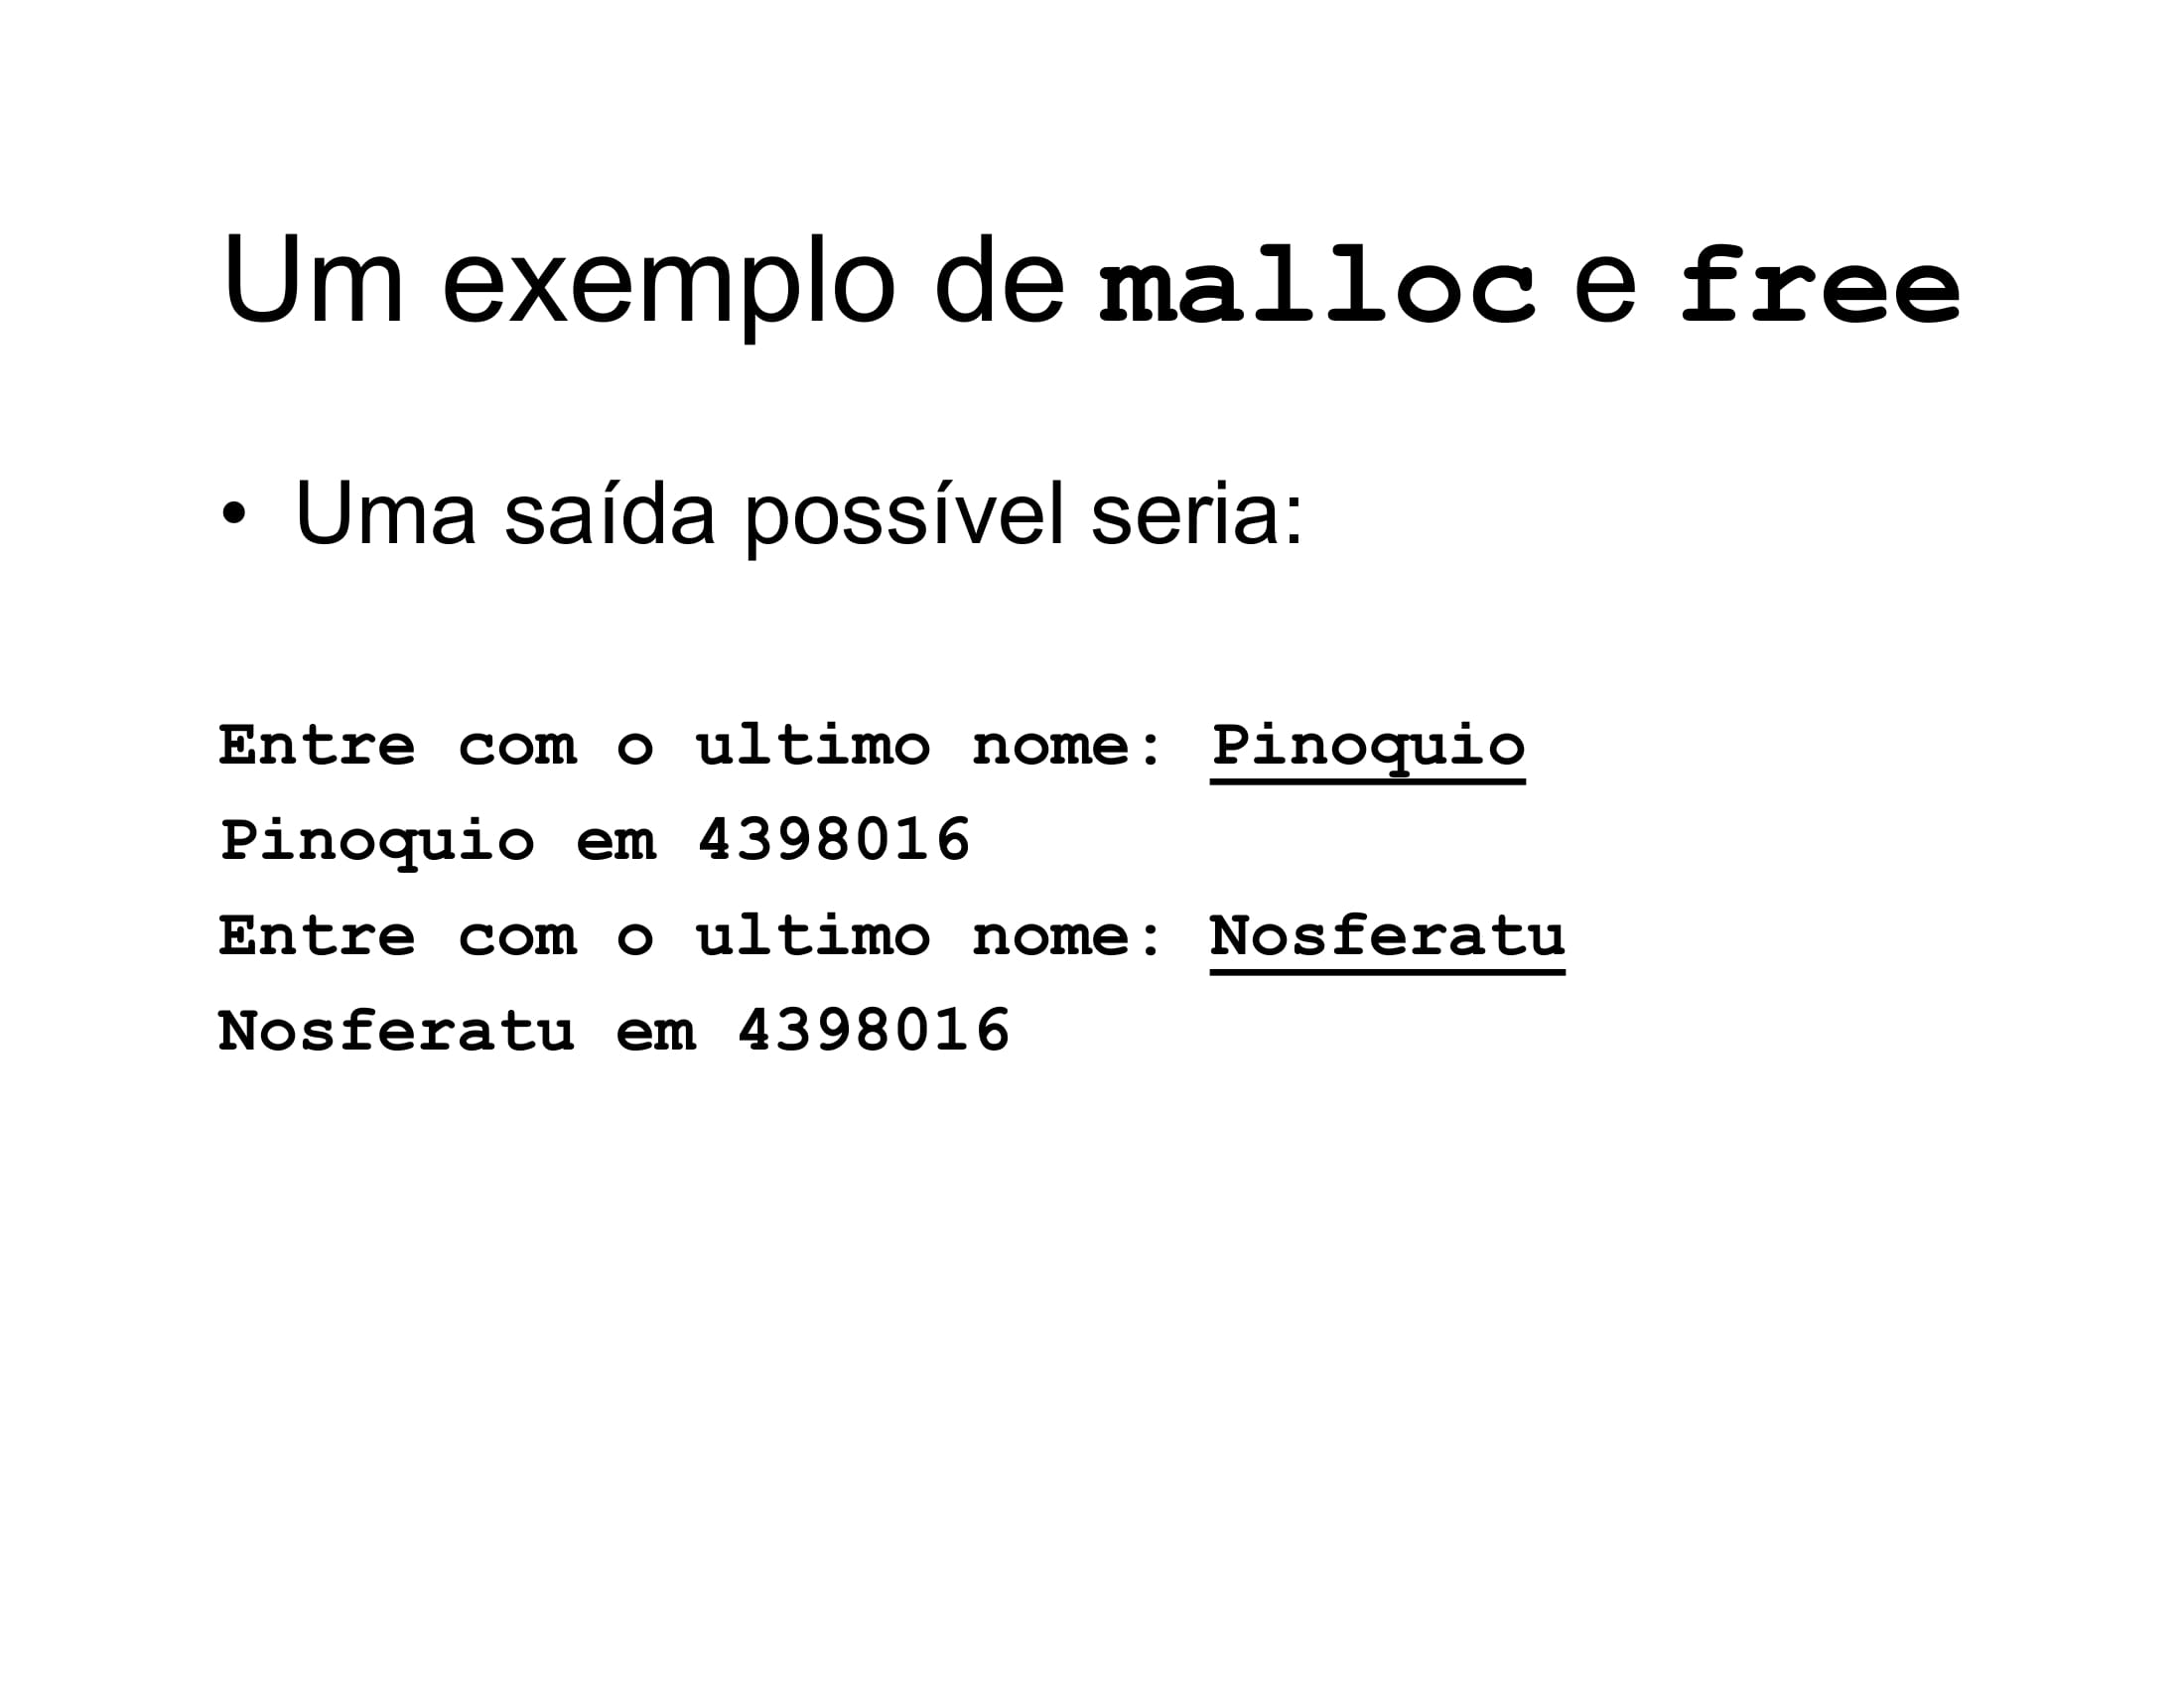 Um exemplo de malloc e free
• Uma saída possível seria:
Entre com o ultimo nome: Pinoquio
Pinoquio em 4398016
Entre com o ultimo nome: Nosferatu
Nosferatu em 4398016